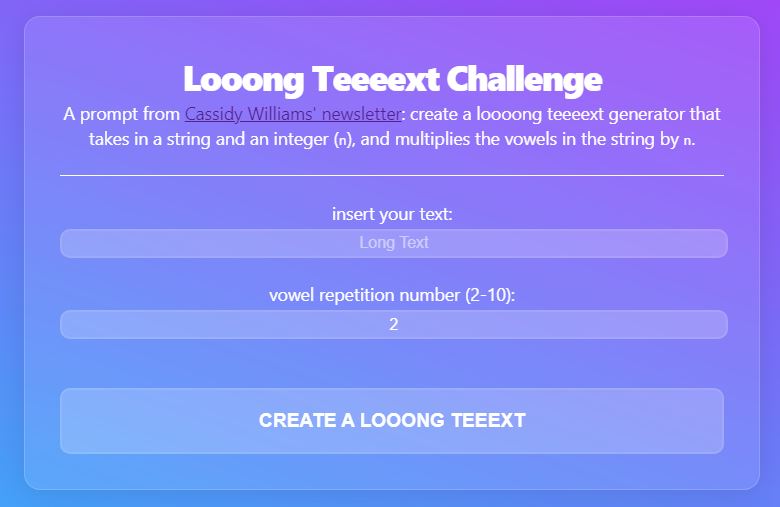 Looong Teeeext Challenge
A prompt from Cassidy Williams' newsletter: create a loooong teeeext generator that
takes in a string and an integer (n), and multiplies the vowels in the string by n.
insert your text:
Long Text
vowel repetition number (2-10):
2
CREATE A LOOONG TEEEXT